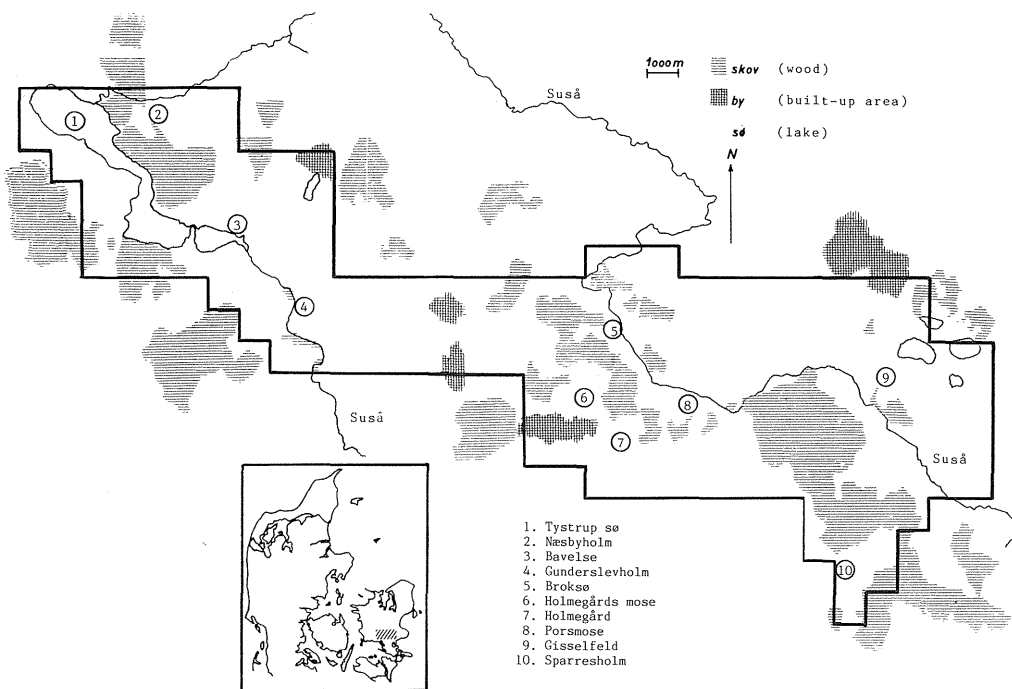 1000m
skov (wood)
by (built-up area)
sø (lake)
N
Suså
1
2
3
4
5
6
7
8
9
10
Suså
Suså
1. Tystrup sø
2. Næsbyholm
3. Bavelse
4. Gunderslevholm
5. Broksø
6. Holmegårds mose
7. Holmegård
8. Porsmose
9. Gisselfeld
10. Sparresholm